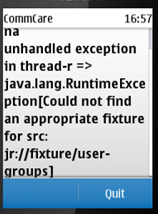 CommCare 16:57
na
unhandled exception
in thread-r =>
java.lang.RuntimeExce
ption[Could not find
an appropriate fixture
for src:
jr://fixture/user-
groups]
Quit